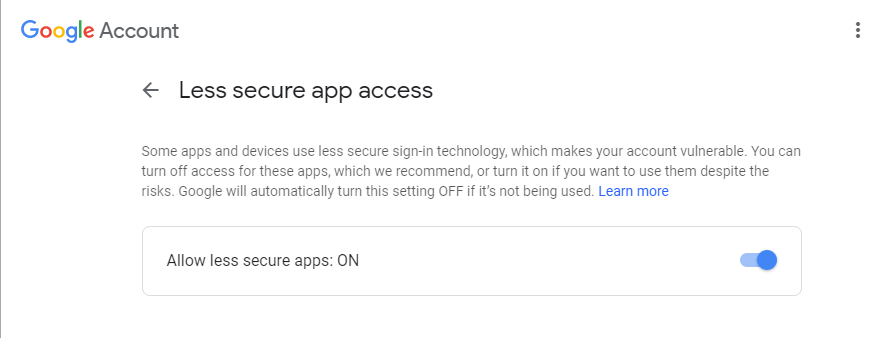 Google Account
Less secure app access
Some apps and devices use less secure sign-in technology, which makes your account vulnerable. You can
turn off access for these apps, which we recommend, or turn it on if you want to use them despite the
risks. Google will automatically turn this setting OFF if it’s not being used. Learn more
Allow less secure apps: ON